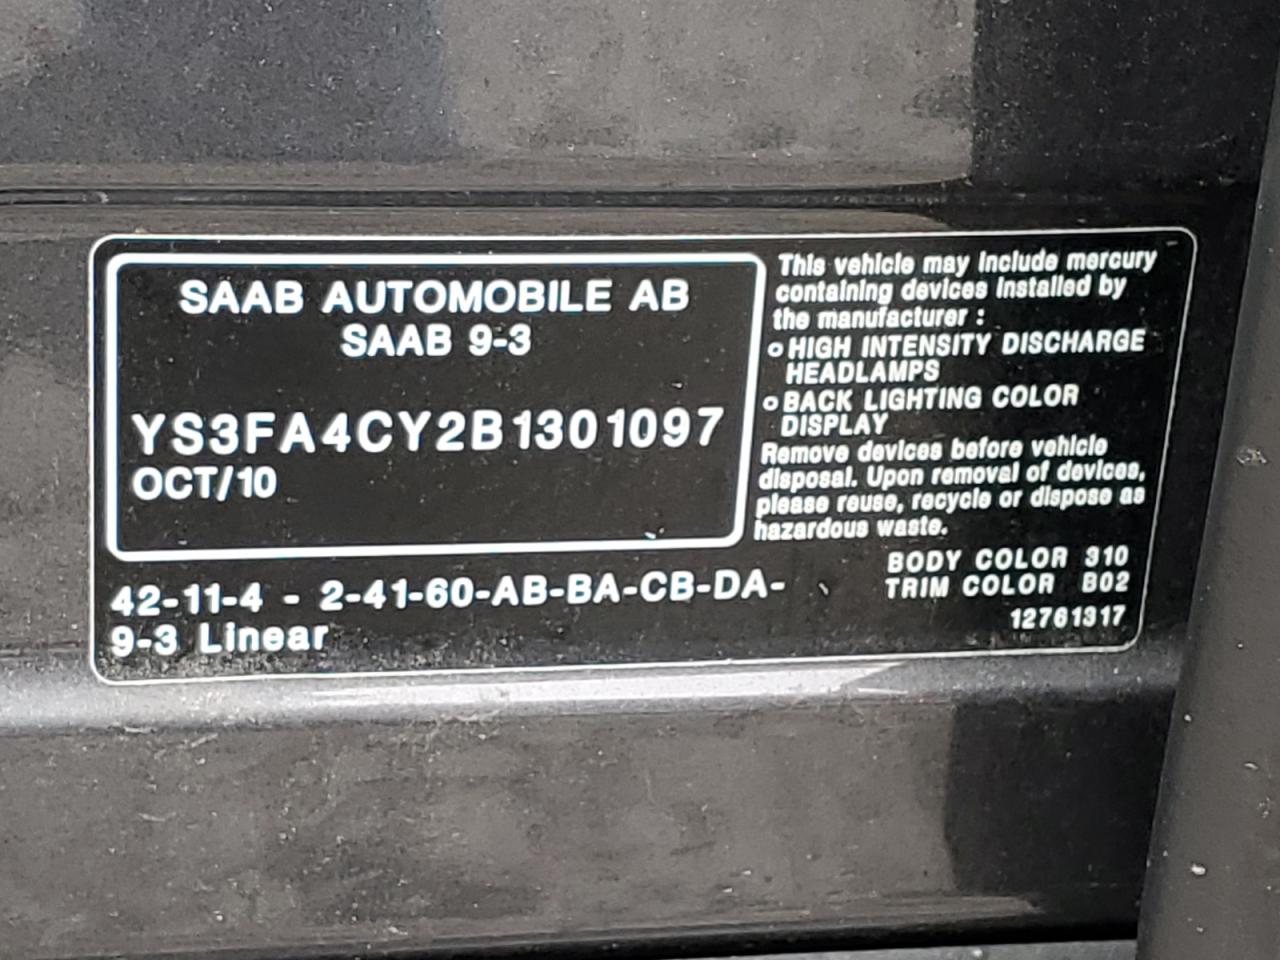 SAAB AUTOMOBILE AB
SAAB 9-3
YS3FA4CY2B1301097
OCT/10
42-11-4 - 2-41-60-AB-BA-CB-DA-
9-3 Linear
This vehicle may include mercury
containing devices installed by
the manufacturer :
o HIGH INTENSITY DISCHARGE
HEADLAMPS
o BACK LIGHTING COLOR
DISPLAY
Remove devices before vehicle
disposal. Upon removal of devices,
please reuse, recycle or dispose as
hazardous waste.
BODY COLOR 310
TRIM COLOR B02
12761317